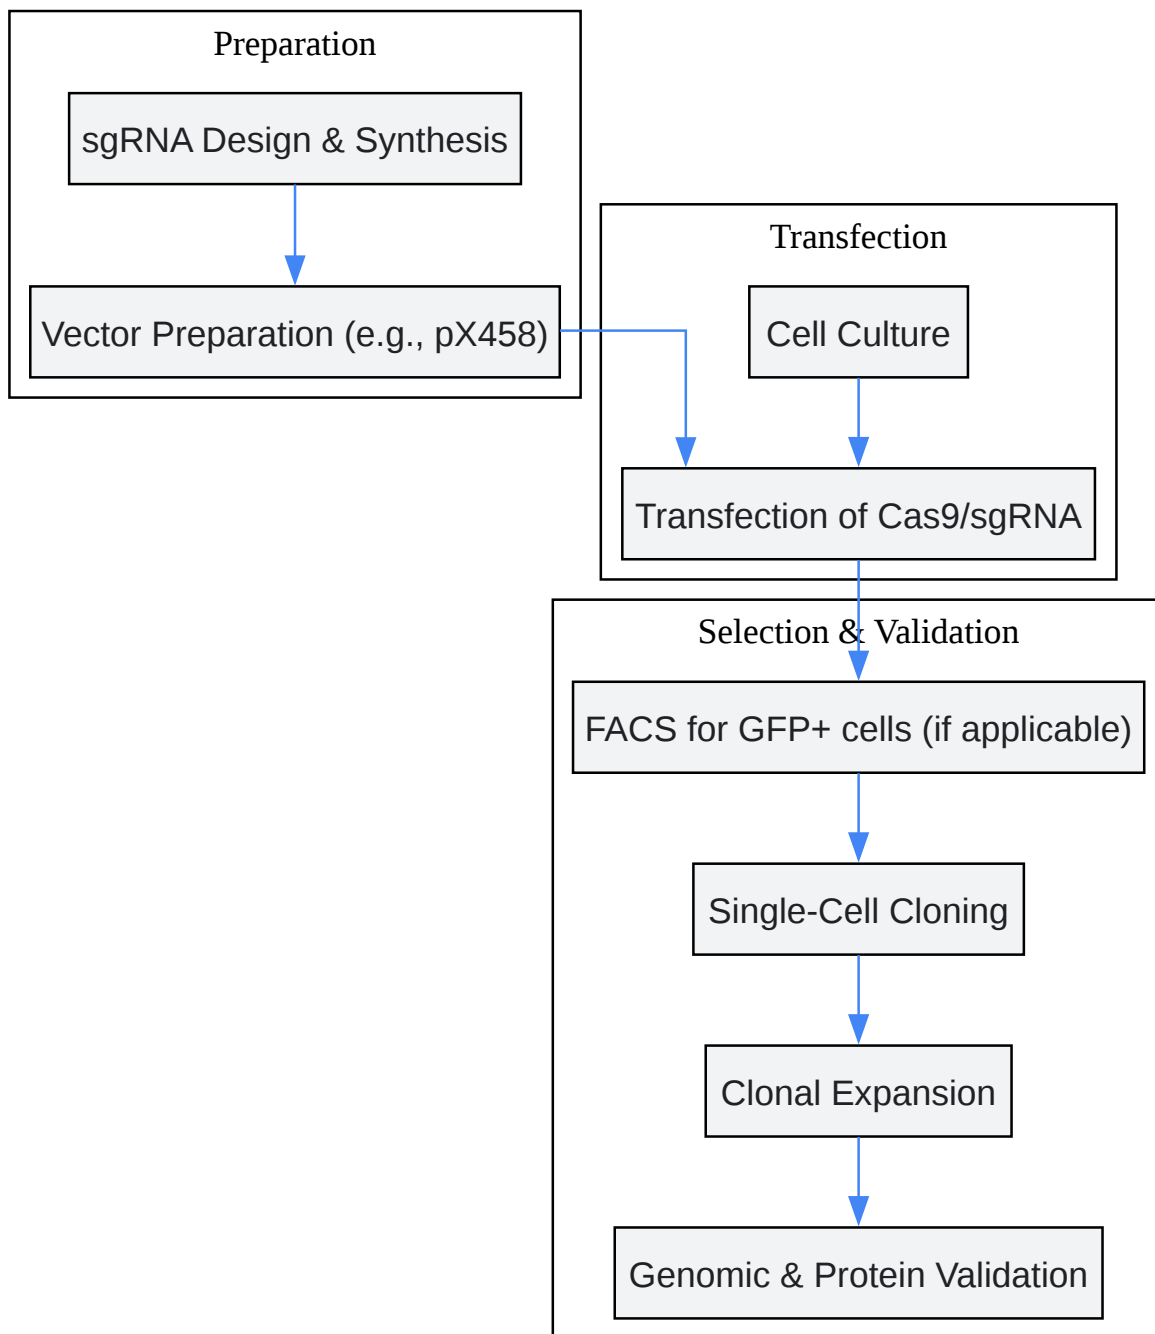 Preparation
sgRNA Design & Synthesis
Vector Preparation (e.g., pX458)
Transfection
Cell Culture
Transfection of Cas9/sgRNA
Selection & Validation
FACS for GFP+ cells (if applicable)
Single-Cell Cloning
Clonal Expansion
Genomic & Protein Validation